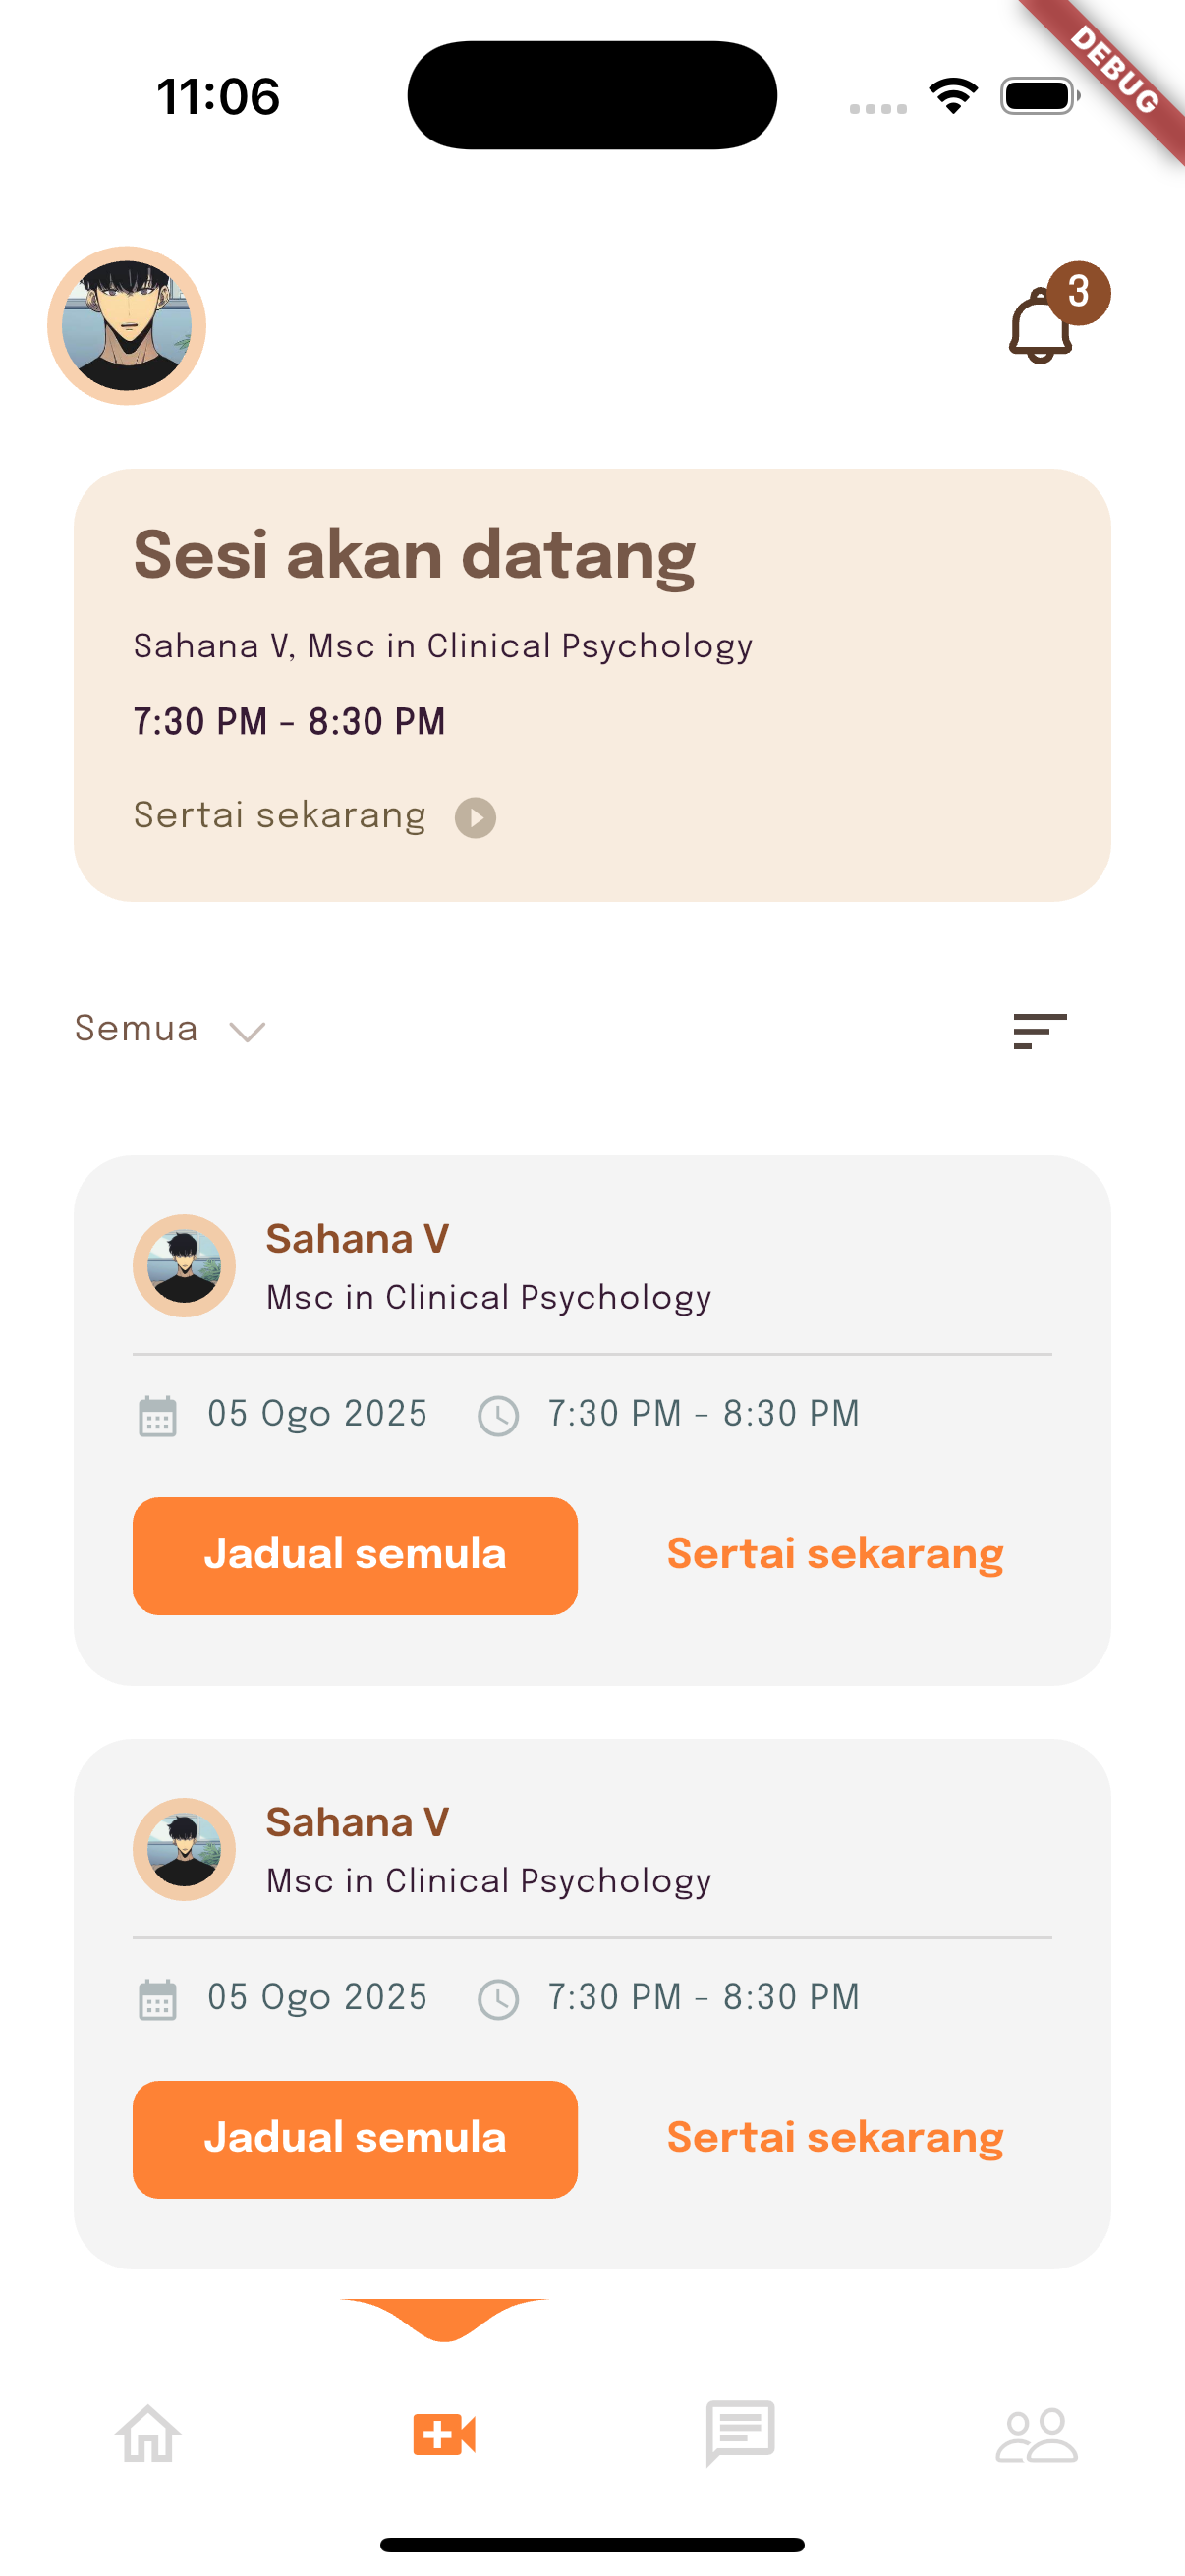 11:06
DEBUG
3
Sesi akan datang
Sahana V, Msc in Clinical Psychology
7:30 PM - 8:30 PM
Sertai sekarang
Semua
Sahana V
Msc in Clinical Psychology
05 Ogo 2025 7:30 PM - 8:30 PM
Jadual semula Sertai sekarang
Sahana V
Msc in Clinical Psychology
05 Ogo 2025 7:30 PM - 8:30 PM
Jadual semula Sertai sekarang